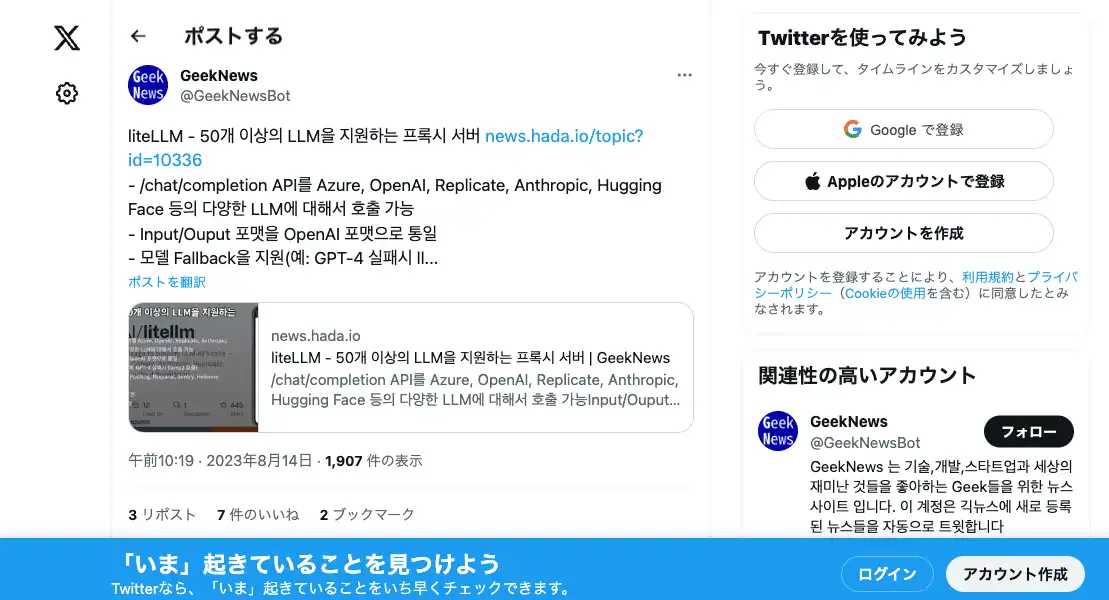 ポストする
Geek
News
GeekNews
@GeekNewsBot
liteLLM - 50개 이상의 LLM을 지원하는 프록시 서버 news.hada.io/topic?
id=10336
- /chat/completion API를 Azure, OpenAI, Replicate, Anthropic, Hugging
Face 등의 다양한 LLM에 대해서 호출 가능
- Input/Ouput 포맷을 OpenAI 포맷으로 통일
- 모델 Fallback을 지원(예: GPT-4 실패시 ll...
ポストを翻訳
개 이상의 LLM을 지원하는
I/litellm
news.hada.io
liteLLM - 50개 이상의 LLM을 지원하는 프록시 서버 | GeekNews
/chat/completion API를 Azure, OpenAI, Replicate, Anthropic,
Hugging Face 등의 다양한 LLM에 대해서 호출 가능Input/Ouput...
午前10:19 · 2023年8月14日 · 1,907 件の表示
3 リポスト 7 件のいいね 2 ブックマーク
Twitterを使ってみよう
今すぐ登録して、タイムラインをカスタマイズしましょ
う。
Google で登録
Appleのアカウントで登録
アカウントを作成
アカウントを登録することにより、利用規約とプライバ
シーポリシー（Cookieの使用を含む）に同意したとみ
なされます。
関連性の高いアカウント
Geek
News
GeekNews
@GeekNewsBot
フォロー
GeekNews 는 기술,개발,스타트업과 세상의
재미난 것들을 좋아하는 Geek들을 위한 뉴스
사이트 입니다. 이 계정은 긱뉴스에 새로 등록
된 뉴스들을 자동으로 트윗합니다
「いま」起きていることを見つけよう
Twitterなら、「いま」起きていることをいち早くチェックできます。
ログイン
アカウント作成